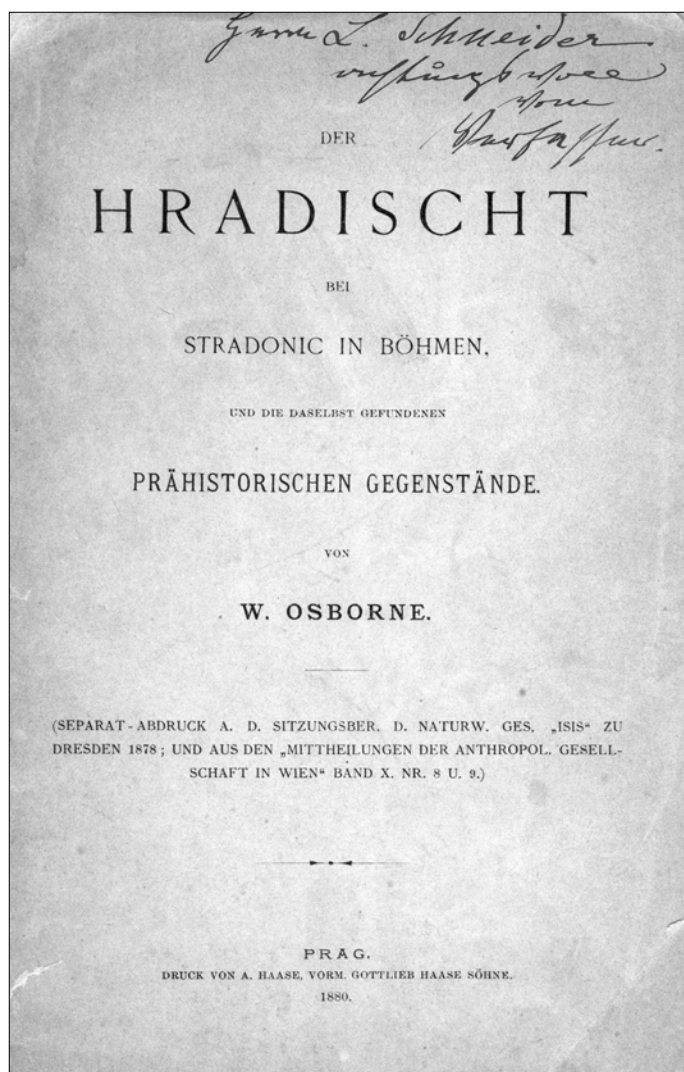 Herrn L. Schneider
achtungsvoll
vom
Verfasser.
DER
HRADISCHT
BEI
STRADONIC IN BÖHMEN,
UND DIE DASELBST GEFUNDENEN
PRÄHISTORISCHEN GEGENSTÄNDE.
VON
W. OSBORNE.
(SEPARAT-ABDRUCK A. D. SITZUNGSBER. D. NATURW. GES. „ISIS“ ZU
DRESDEN 1878; UND AUS DEN „MITTHEILUNGEN DER ANTHROPOL. GESELL-
SCHAFT IN WIEN“ BAND X. NR. 8 U. 9.)
PRAG.
DRUCK VON A. HAASE, VORM. GOTTLIEB HAASE SÖHNE.
1880.